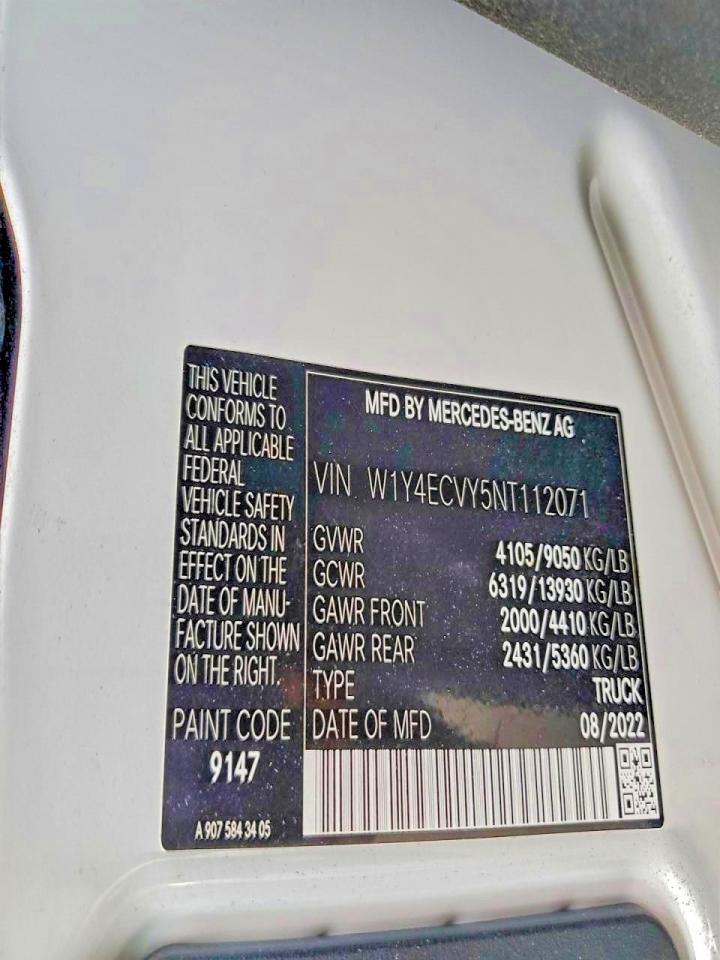 THIS VEHICLE
CONFORMS TO
ALL APPLICABLE
FEDERAL
VEHICLE SAFETY
STANDARDS IN
EFFECT ON THE
DATE OF MANU-
FACTURE SHOWN
ON THE RIGHT.
PAINT CODE
9147
A 907 584 34 05
MFD BY MERCEDES-BENZ AG
VIN W1Y4ECVY5NT112071
GVWR 4105/9050 KG/LB
GCWR 6319/13930 KG/LB
GAWR FRONT 2000/4410 KG/LB
GAWR REAR 2431/5360 KG/LB
TYPE TRUCK
DATE OF MFD 08/2022